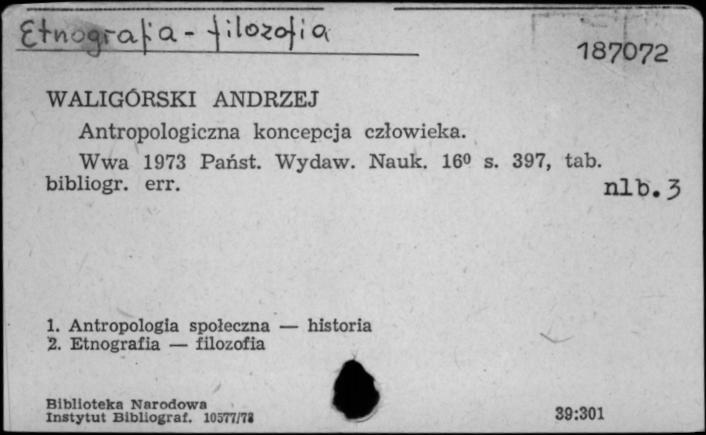 Etnografia - filozofia
187072
WALIGÓRSKI ANDRZEJ
Antropologiczna koncepcja człowieka.
Wwa 1973 Państ. Wydaw. Nauk. 16⁰ s. 397, tab.
bibliogr. err.
nlb. 3
1. Antropologia społeczna — historia
2. Etnografia — filozofia
Biblioteka Narodowa
Instytut Bibliograf. 10577/78
39:301